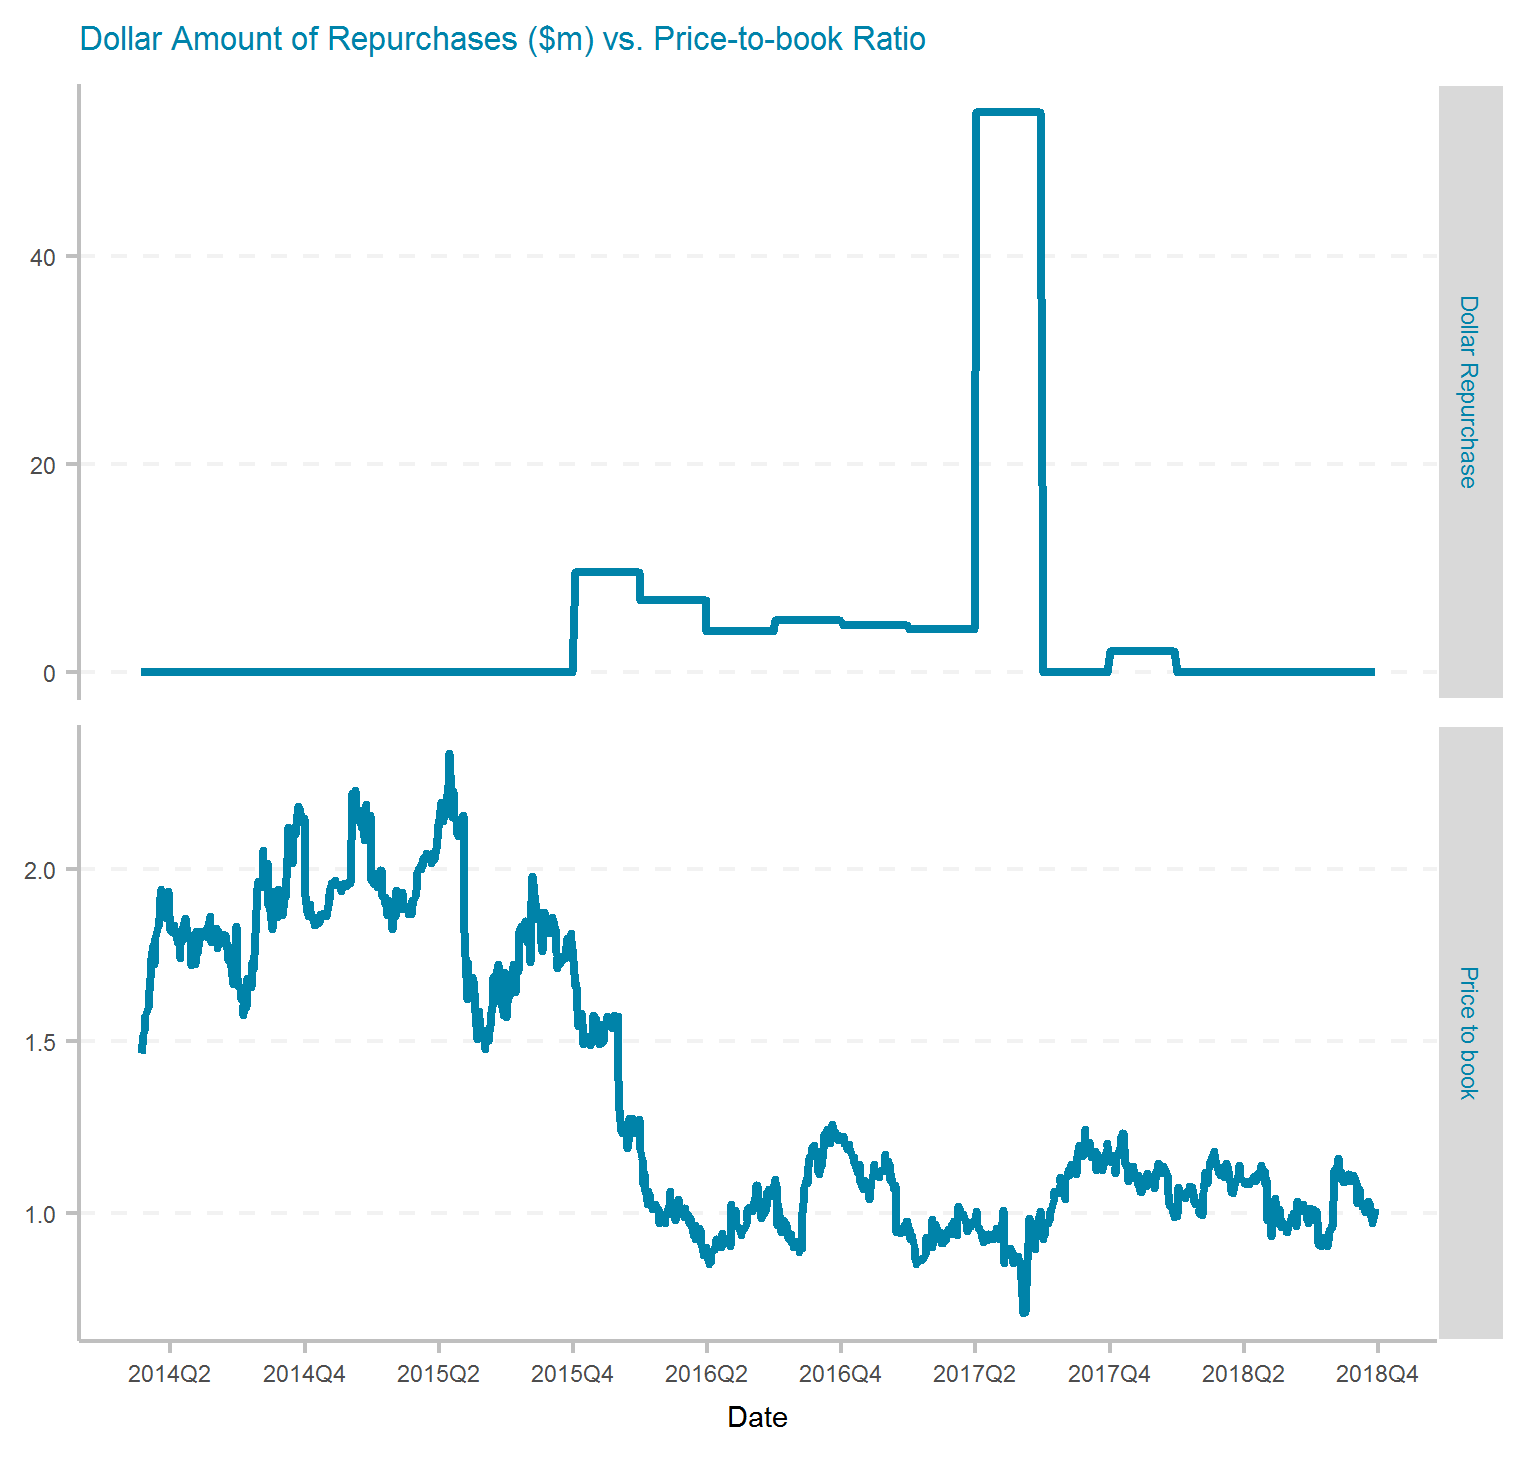 Dollar Amount of Repurchases ($m) vs. Price-to-book Ratio
40
20
0
Dollar Repurchase
2.0
1.5
1.0
Price to book
2014Q2 2014Q4 2015Q2 2015Q4 2016Q2 2016Q4 2017Q2 2017Q4 2018Q2 2018Q4
Date